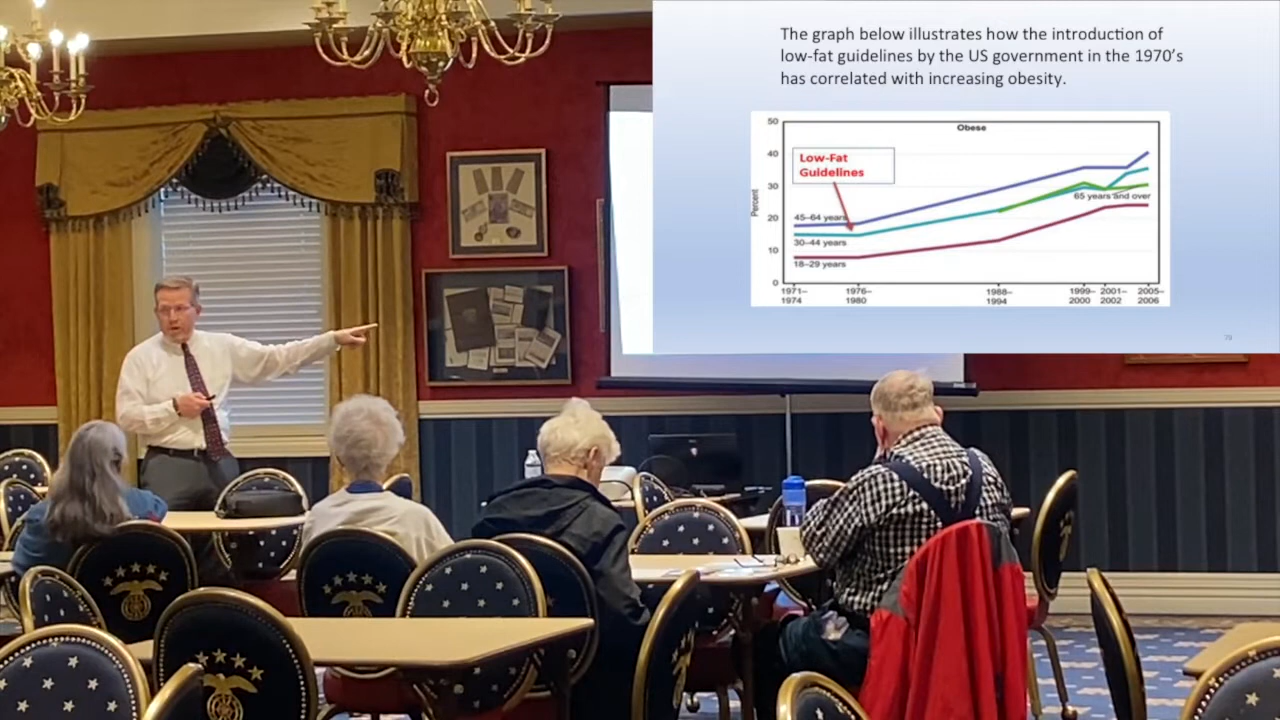 The graph below illustrates how the introduction of
low-fat guidelines by the US government in the 1970's
has correlated with increasing obesity.
Obese
50
40
30
20
10
0
Percent
Low-Fat
Guidelines
45–64 years
30–44 years
18–29 years
65 years and over
1971–
1974
1976–
1980
1988–
1994
1999–
2000
2001–
2002
2005–
2006
79